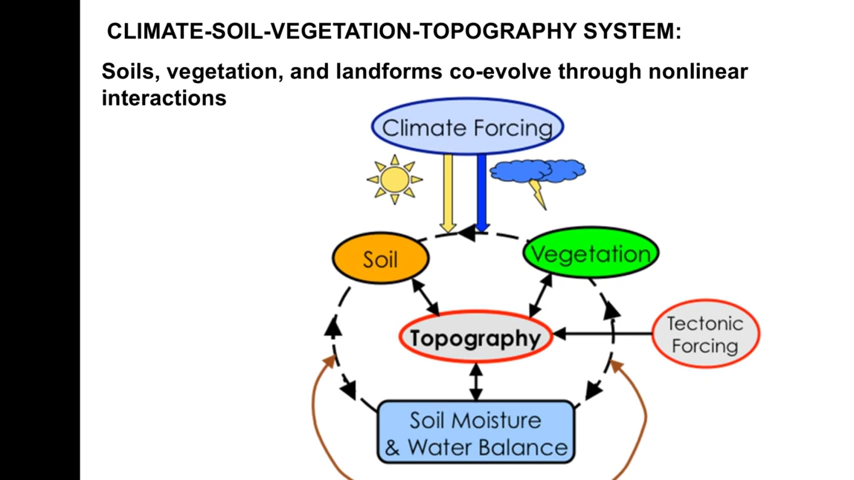 CLIMATE-SOIL-VEGETATION-TOPOGRAPHY SYSTEM:
Soils, vegetation, and landforms co-evolve through nonlinear
interactions
Climate Forcing
Soil
Vegetation
Topography
Tectonic
Forcing
Soil Moisture
& Water Balance